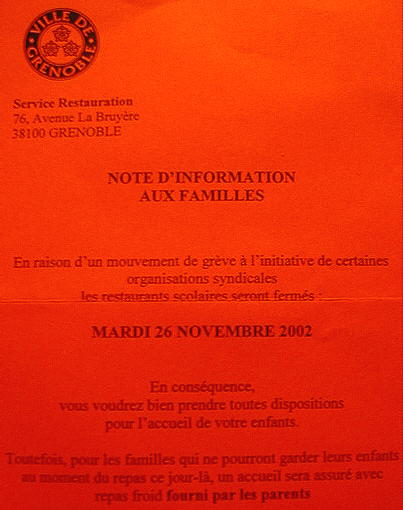 VILLE DE
GRENOBLE
Service Restauration
76, Avenue La Bruyère
38100 GRENOBLE
NOTE D'INFORMATION
AUX FAMILLES
En raison d'un mouvement de grève à l'initiative de certaines
organisations syndicales
les restaurants scolaires seront fermés :
MARDI 26 NOVEMBRE 2002
En conséquence,
vous voudrez bien prendre toutes dispositions
pour l'accueil de votre enfants.
Toutefois, pour les familles qui ne pourront garder leurs enfants
au moment du repas ce jour-là, un accueil sera assuré avec
repas froid fourni par les parents